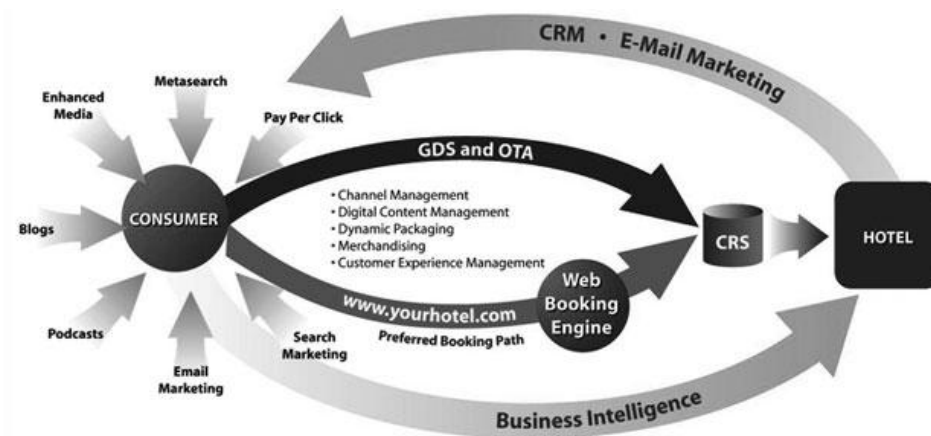 CRM • E-Mail Marketing
Metasearch
Enhanced
Media
Pay Per Click
GDS and OTA
• Channel Management
• Digital Content Management
• Dynamic Packaging
• Merchandising
• Customer Experience Management
CONSUMER
Blogs
CRS
HOTEL
Web
Booking
Engine
www.yourhotel.com
Preferred Booking Path
Podcasts
Search
Marketing
Email
Marketing
Business Intelligence